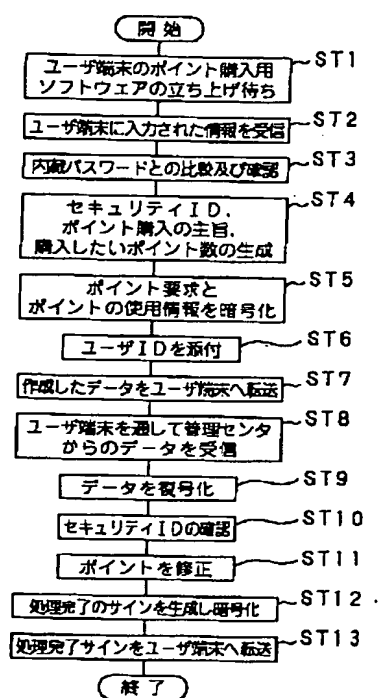 開始
ユーザ端末のポイント購入用
ソフトウェアの立ち上げ待ち
ST1
ユーザ端末に入力された情報を受信
ST2
内蔵パスワードとの比較及び確認
ST3
セキュリティID,
ポイント購入の主旨,
購入したいポイント数の生成
ST4
ポイント要求と
ポイントの使用情報を暗号化
ST5
ユーザIDを添付
ST6
作成したデータをユーザ端末へ転送
ST7
ユーザ端末を通して管理センタ
からのデータを受信
ST8
データを復号化
ST9
セキュリティIDの確認
ST10
ポイントを修正
ST11
処理完了のサインを生成し暗号化
ST12
処理完了サインをユーザ端末へ転送
ST13
終了